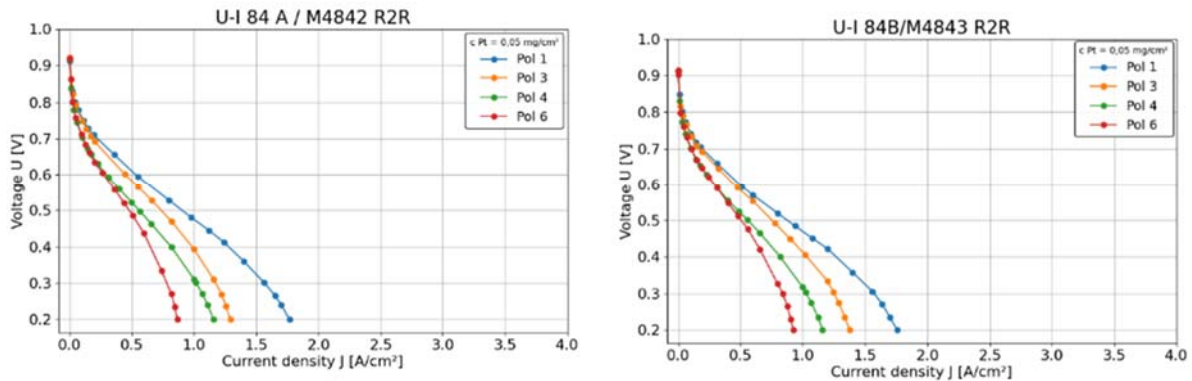 U-I 84 A / M4842 R2R
c Pt = 0,05 mg/cm²
Pol 1
Pol 3
Pol 4
Pol 6
Voltage U [V]
1.0
0.9
0.8
0.7
0.6
0.5
0.4
0.3
0.2
0.0 0.5 1.0 1.5 2.0 2.5 3.0 3.5 4.0
Current density J [A/cm²]
U-I 84B/M4843 R2R
c Pt = 0,05 mg/cm²
Pol 1
Pol 3
Pol 4
Pol 6
Voltage U [V]
1.0
0.9
0.8
0.7
0.6
0.5
0.4
0.3
0.2
0.0 0.5 1.0 1.5 2.0 2.5 3.0 3.5 4.0
Current density J [A/cm²]